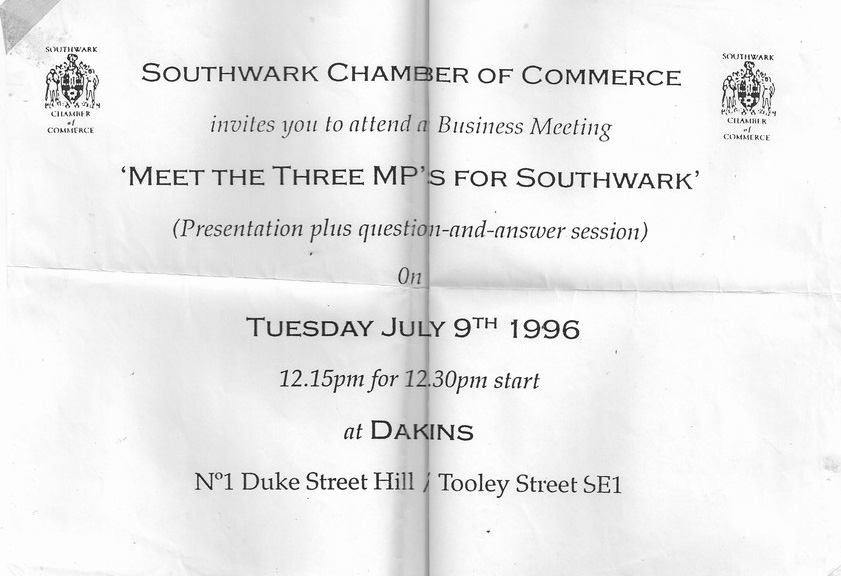 SOUTHWARK
CHAMBER
of
COMMERCE
SOUTHWARK
CHAMBER
of
COMMERCE
SOUTHWARK CHAMBER OF COMMERCE
invites you to attend a Business Meeting
‘MEET THE THREE MP’S FOR SOUTHWARK’
(Presentation plus question-and-answer session)
On
TUESDAY JULY 9TH 1996
12.15pm for 12.30pm start
at DAKINS
Nº1 Duke Street Hill / Tooley Street SE1